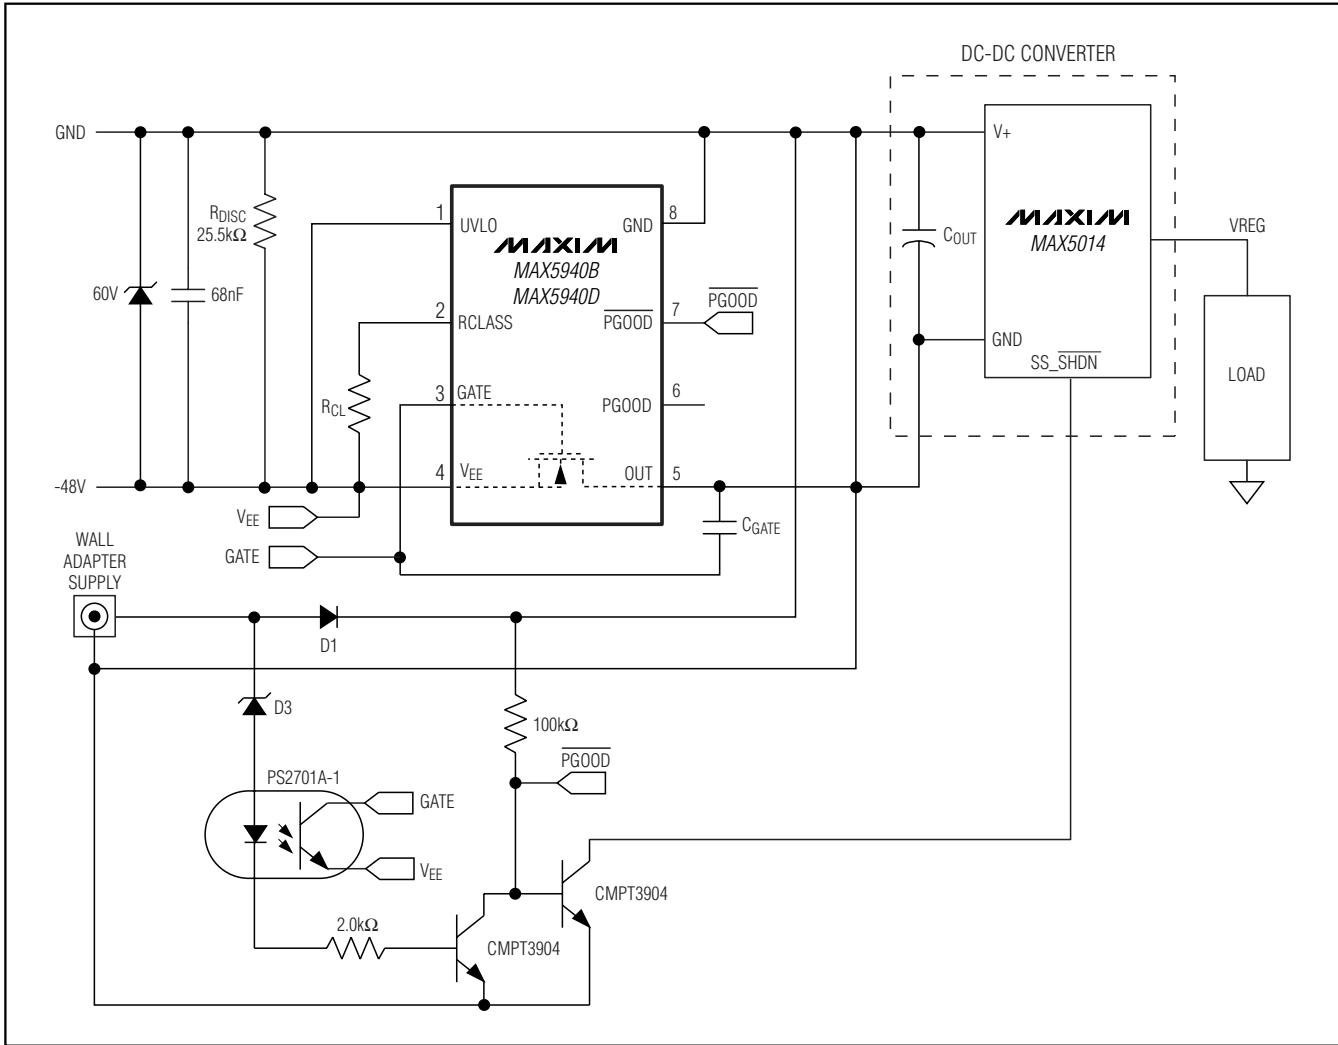 DC-DC CONVERTER
GND
V+
RDISC
25.5kΩ
1
UVLO
GND
8
MAXIM
MAX5940B
MAX5940D
MAXIM
MAX5014
COUT
VREG
60V
68nF
2
RCLASS
PGOOD
7
PGOOD
GND
SS_SHDN
LOAD
RCL
3
GATE
PGOOD
6
-48V
4
VEE
OUT
5
VEE
CGATE
GATE
WALL
ADAPTER
SUPPLY
D1
D3
100kΩ
PGOOD
PS2701A-1
GATE
VEE
2.0kΩ
CMPT3904
CMPT3904